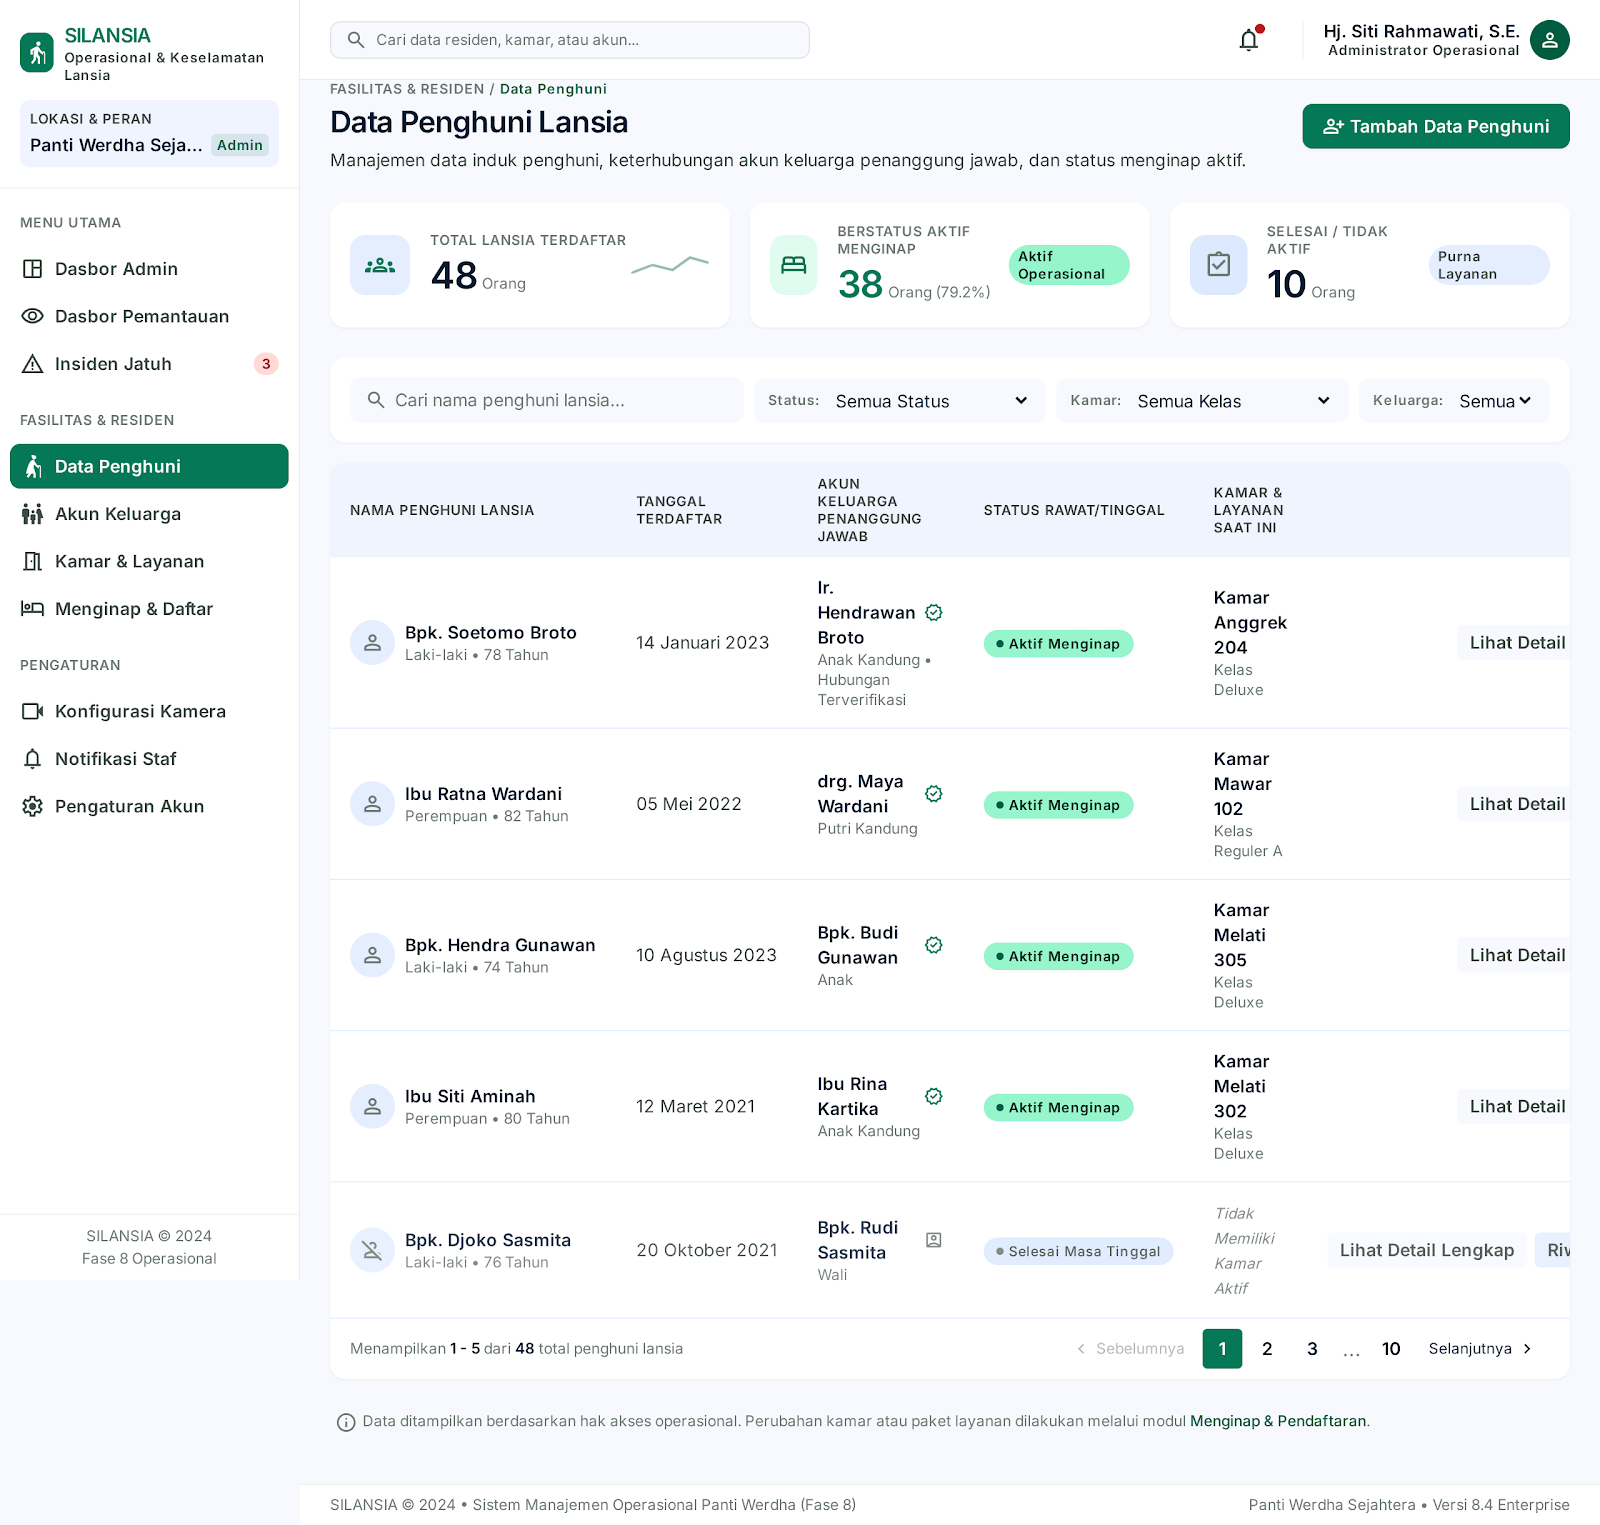 SILANSIA
Operasional & Keselamatan
Lansia
LOKASI & PERAN
Panti Werdha Seja... Admin
MENU UTAMA
Dasbor Admin
Dasbor Pemantauan
Insiden Jatuh 3
FASILITAS & RESIDEN
Data Penghuni
Akun Keluarga
Kamar & Layanan
Menginap & Daftar
PENGATURAN
Konfigurasi Kamera
Notifikasi Staf
Pengaturan Akun
SILANSIA © 2024
Fase 8 Operasional
Cari data residen, kamar, atau akun...
Hj. Siti Rahmawati, S.E.
Administrator Operasional
FASILITAS & RESIDEN / Data Penghuni
Data Penghuni Lansia
Manajemen data induk penghuni, keterhubungan akun keluarga penanggung jawab, dan status menginap aktif.
Tambah Data Penghuni
TOTAL LANSIA TERDAFTAR
48 Orang
BERSTATUS AKTIF
MENGINAP
38 Orang (79.2%)
Aktif
Operasional
SELESAI / TIDAK
AKTIF
10 Orang
Purna
Layanan
Cari nama penghuni lansia...
Status: Semua Status
Kamar: Semua Kelas
Keluarga: Semua
NAMA PENGHUNI LANSIA
TANGGAL
TERDAFTAR
AKUN
KELUARGA
PENANGGUNG
JAWAB
STATUS RAWAT/TINGGAL
KAMAR &
LAYANAN
SAAT INI
Bpk. Soetomo Broto
Laki-laki • 78 Tahun
14 Januari 2023
Ir.
Hendrawan
Broto
Anak Kandung •
Hubungan
Terverifikasi
Aktif Menginap
Kamar
Anggrek
204
Kelas
Deluxe
Lihat Detail
Ibu Ratna Wardani
Perempuan • 82 Tahun
05 Mei 2022
drg. Maya
Wardani
Putri Kandung
Aktif Menginap
Kamar
Mawar
102
Kelas
Reguler A
Lihat Detail
Bpk. Hendra Gunawan
Laki-laki • 74 Tahun
10 Agustus 2023
Bpk. Budi
Gunawan
Anak
Aktif Menginap
Kamar
Melati
305
Kelas
Deluxe
Lihat Detail
Ibu Siti Aminah
Perempuan • 80 Tahun
12 Maret 2021
Ibu Rina
Kartika
Anak Kandung
Aktif Menginap
Kamar
Melati
302
Kelas
Deluxe
Lihat Detail
Bpk. Djoko Sasmita
Laki-laki • 76 Tahun
20 Oktober 2021
Bpk. Rudi
Sasmita
Wali
Selesai Masa Tinggal
Tidak
Memiliki
Kamar
Aktif
Lihat Detail Lengkap
Menampilkan 1 - 5 dari 48 total penghuni lansia
Sebelumnya 1 2 3 ... 10 Selanjutnya
Data ditampilkan berdasarkan hak akses operasional. Perubahan kamar atau paket layanan dilakukan melalui modul Menginap & Pendaftaran.
SILANSIA © 2024 • Sistem Manajemen Operasional Panti Werdha (Fase 8)
Panti Werdha Sejahtera • Versi 8.4 Enterprise